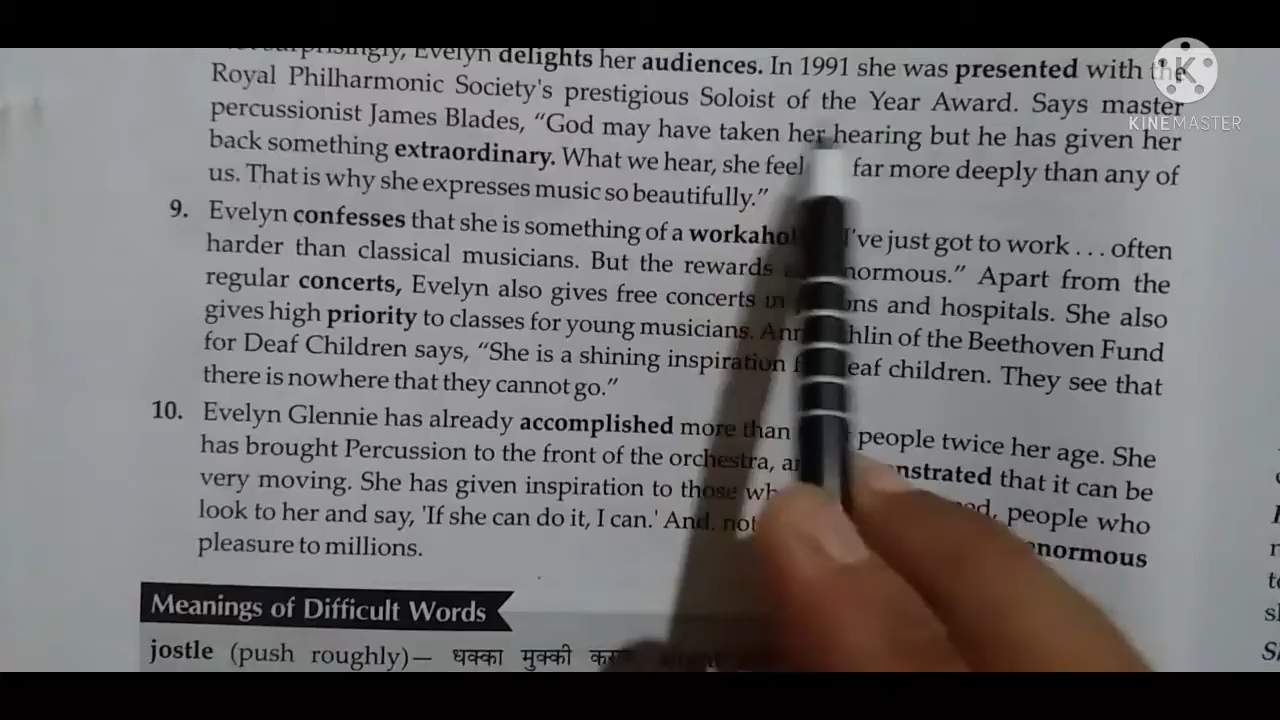 surprisingly, Evelyn delights her audiences. In 1991 she was presented with the
Royal Philharmonic Society's prestigious Soloist of the Year Award. Says master
percussionist James Blades, "God may have taken her hearing but he has given her
back something extraordinary. What we hear, she far more deeply than any of
us. That is why she expresses music so beautifully."
9. Evelyn confesses that she is something of a I've just got to work . . . often
harder than classical musicians. But the rewards Apart from the
regular concerts, Evelyn also gives free concerts in and hospitals. She also
gives high priority to classes for young musicians. of the Beethoven Fund
for Deaf Children says, "She is a shining inspiration children. They see that
there is nowhere that they cannot go."
10. Evelyn Glennie has already accomplished more than people twice her age. She
has brought Percussion to the front of the orchestra, that it can be
very moving. She has given inspiration to those people who
look to her and say, 'If she can do it, I can.' And, not
pleasure to millions.
Meanings of Difficult Words
jostle (push roughly)— धक्का मुक्की
KINEMASTER